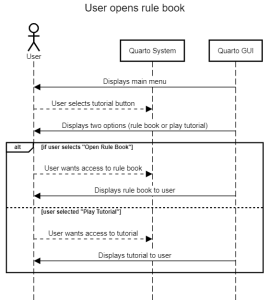 User opens rule book
User
Quarto System
Quarto GUI
Displays main menu
User selects tutorial button
Displays two options (rule book or play tutorial)
alt
[if user selects "Open Rule Book"]
User wants access to rule book
Displays rule book to user
[user selected "Play Tutorial"]
User wants access to tutorial
Displays tutorial to user